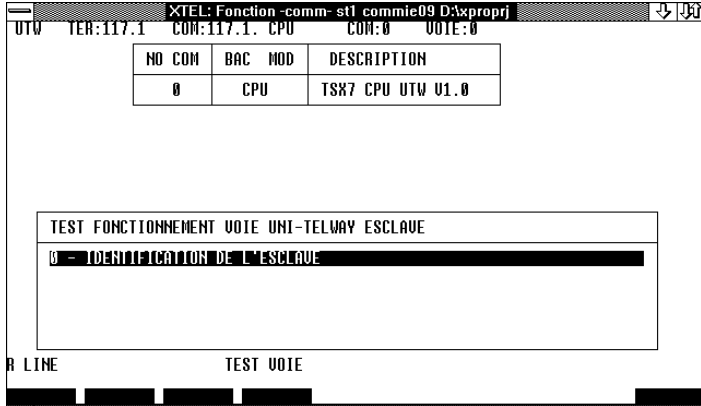 XTEL: Fonction -comm- st1 commie09 D:\xproprj
UTW TER:117.1 COM:117.1. CPU COM:0 VOIE:0
NO COM BAC MOD DESCRIPTION
0 CPU TSX7 CPU UTW V1.0
TEST FONCTIONNEMENT VOIE UNI-TELWAY ESCLAVE
0 - IDENTIFICATION DE L'ESCLAVE
R LINE TEST VOIE